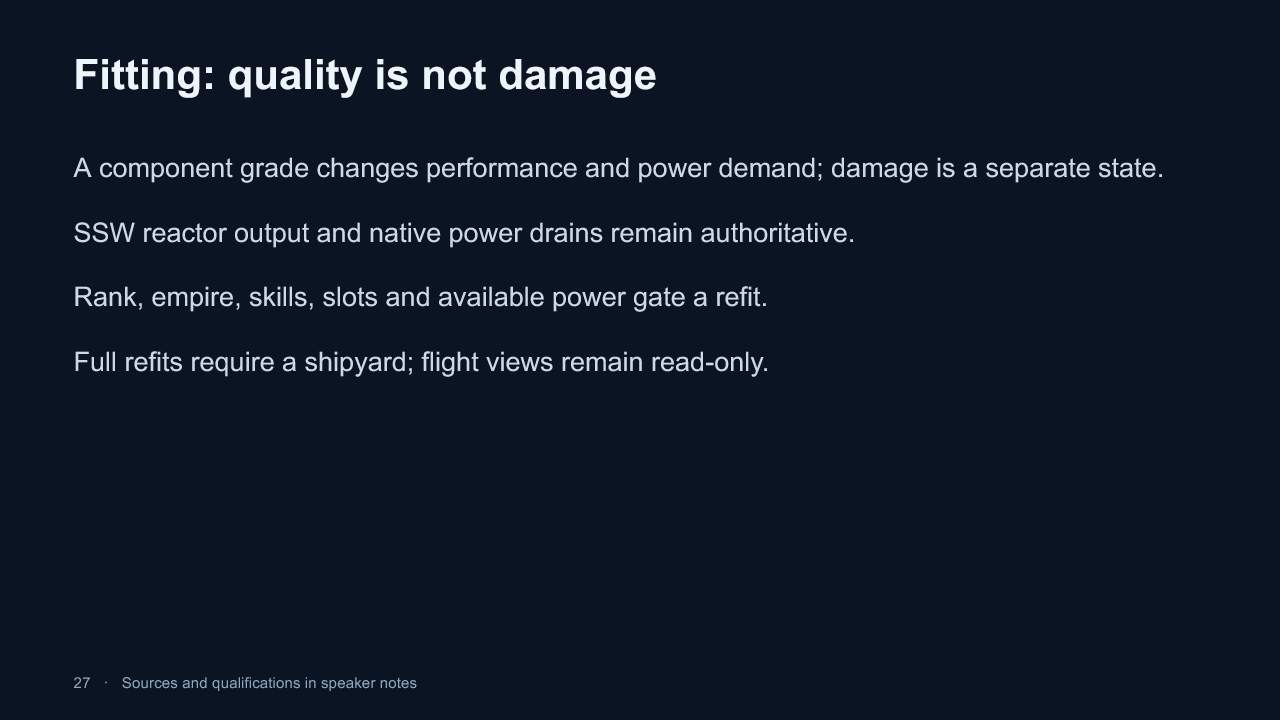 Fitting: quality is not damage
A component grade changes performance and power demand; damage is a separate state.
SSW reactor output and native power drains remain authoritative.
Rank, empire, skills, slots and available power gate a refit.
Full refits require a shipyard; flight views remain read-only.
27 · Sources and qualifications in speaker notes